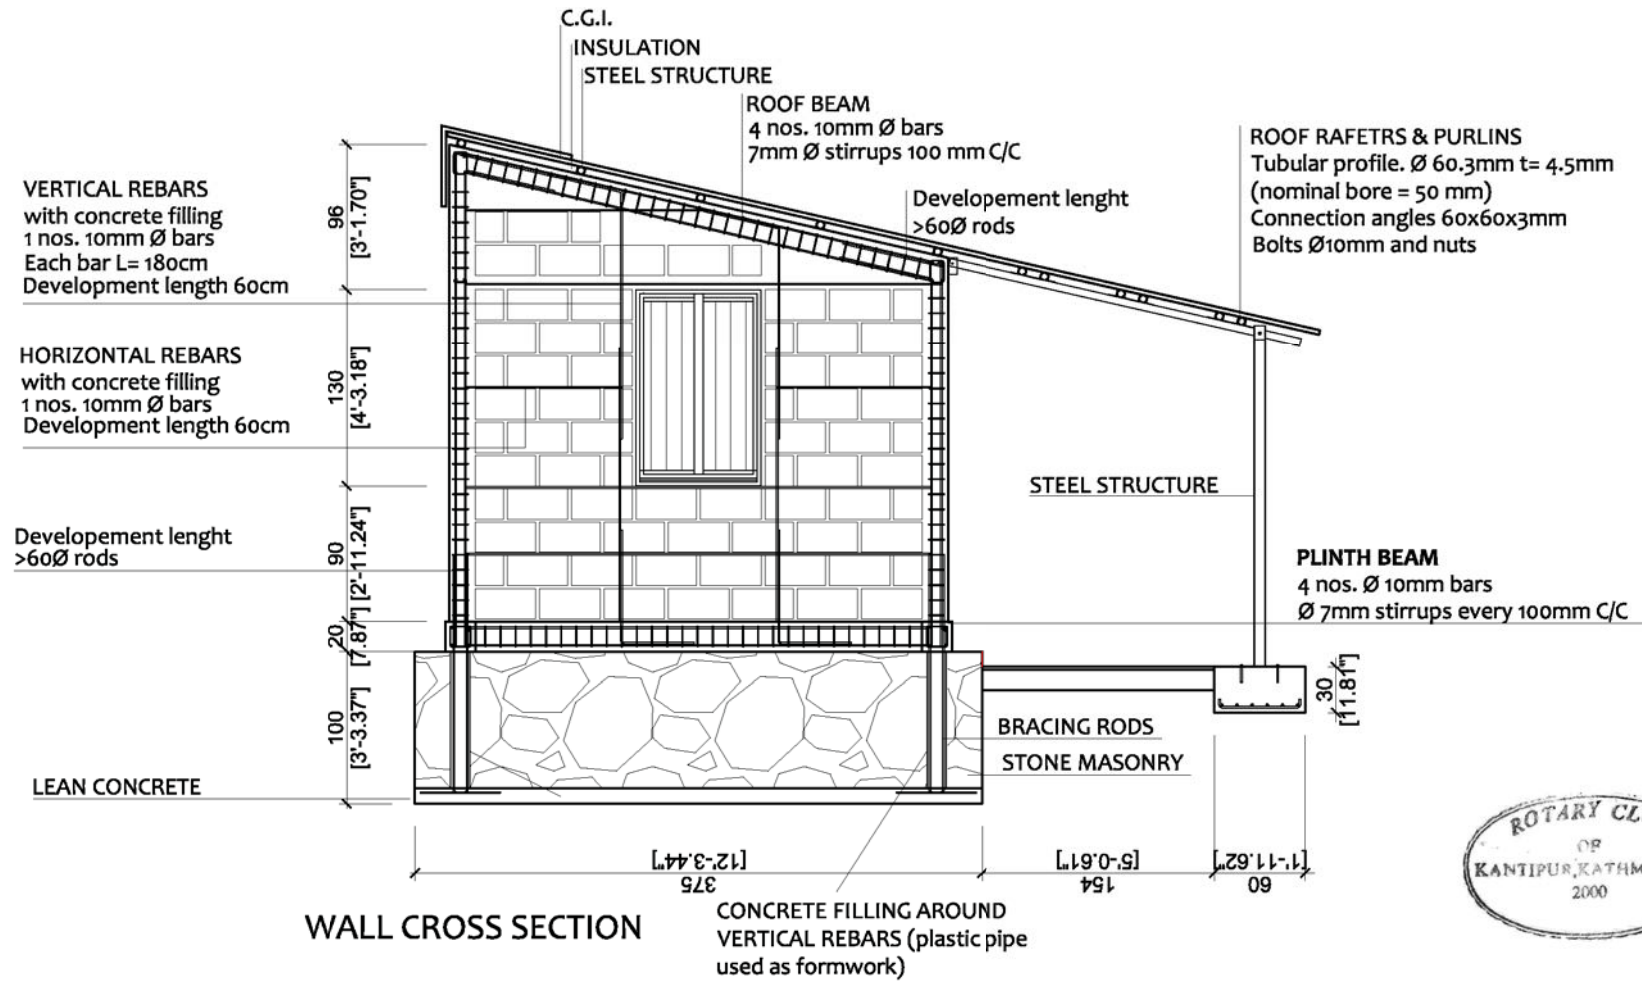 C.G.I.
INSULATION
STEEL STRUCTURE
ROOF BEAM
4 nos. 10mm Ø bars
7mm Ø stirrups 100 mm C/C
ROOF RAFETRS & PURLINS
Tubular profile. Ø 60.3mm t= 4.5mm
(nominal bore = 50 mm)
Connection angles 60x60x3mm
Bolts Ø10mm and nuts
Developement lenght
>60Ø rods
VERTICAL REBARS
with concrete filling
1 nos. 10mm Ø bars
Each bar L= 180cm
Development length 60cm
HORIZONTAL REBARS
with concrete filling
1 nos. 10mm Ø bars
Development length 60cm
Developement lenght
>60Ø rods
96
[3'-1.70"]
130
[4'-3.18"]
90
[2'-11.24"]
20
[7.87"]
100
[3'-3.37"]
STEEL STRUCTURE
PLINTH BEAM
4 nos. Ø 10mm bars
Ø 7mm stirrups every 100mm C/C
30
[11.81"]
BRACING RODS
STONE MASONRY
LEAN CONCRETE
[12'-3.44"]
375
[5'-0.61"]
154
[1'-11.62"]
60
WALL CROSS SECTION
CONCRETE FILLING AROUND
VERTICAL REBARS (plastic pipe
used as formwork)
ROTARY CL
OF
KANTIPUR, KATHM
2000